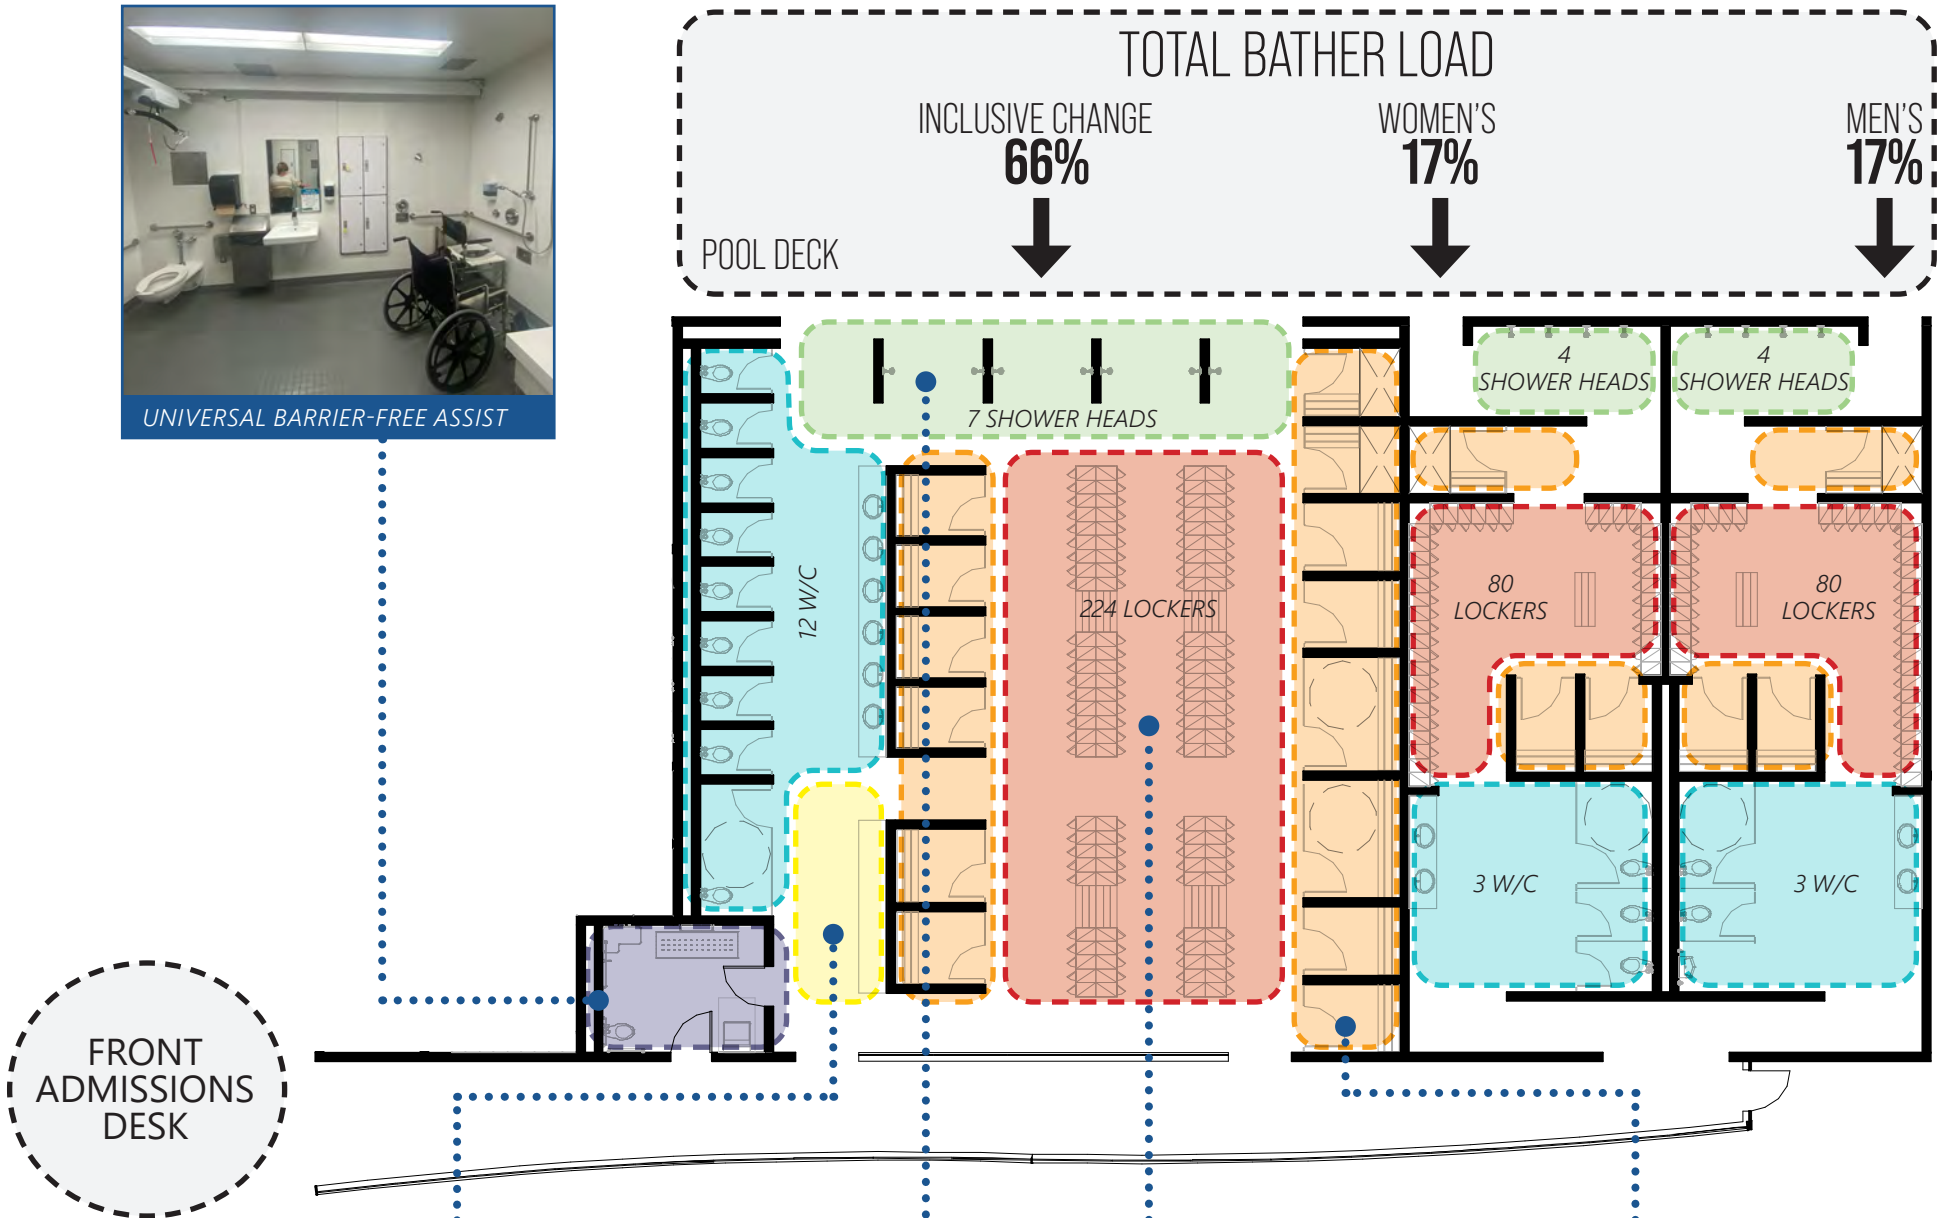 TOTAL BATHER LOAD
INCLUSIVE CHANGE
66%
WOMEN'S
17%
MEN'S
17%
POOL DECK
UNIVERSAL BARRIER-FREE ASSIST
7 SHOWER HEADS
4
SHOWER HEADS
4
SHOWER HEADS
12 W/C
224 LOCKERS
80
LOCKERS
80
LOCKERS
3 W/C
3 W/C
FRONT
ADMISSIONS
DESK